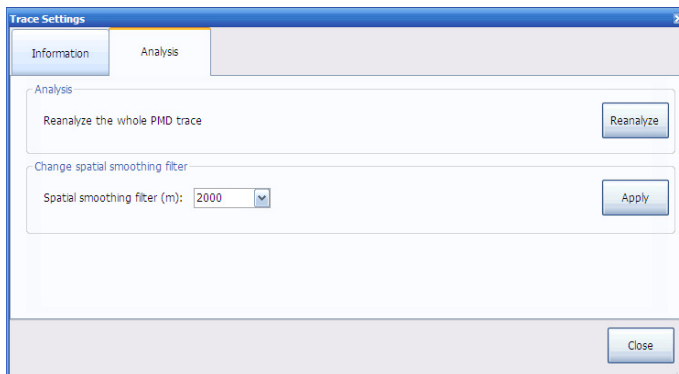 Trace Settings
Information
Analysis
Analysis
Reanalyze the whole PMD trace
Reanalyze
Change spatial smoothing filter
Spatial smoothing filter (m): 2000
Apply
Close